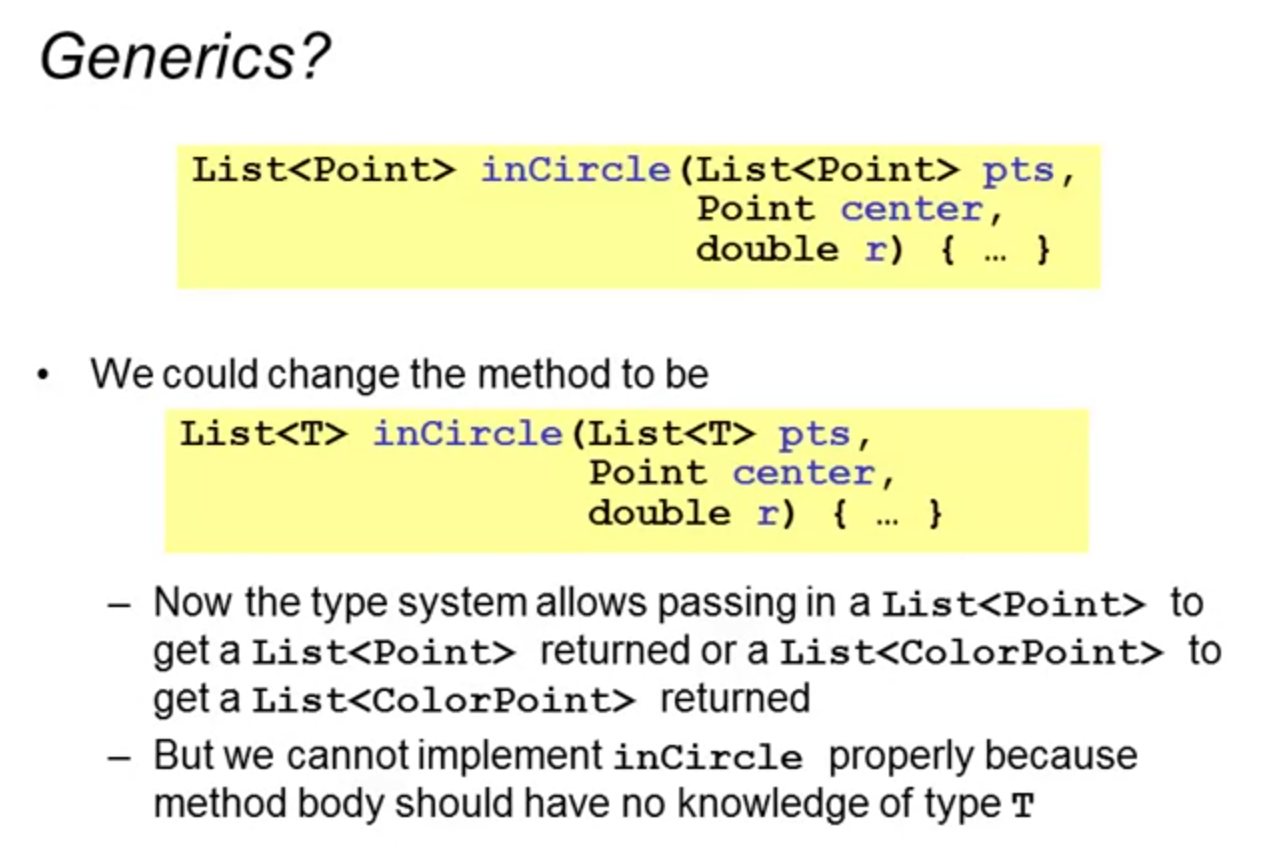 Generics?
List<Point> inCircle(List<Point> pts,
Point center,
double r) { … }
• We could change the method to be
List<T> inCircle(List<T> pts,
Point center,
double r) { … }
– Now the type system allows passing in a List<Point> to
get a List<Point> returned or a List<ColorPoint> to
get a List<ColorPoint> returned
– But we cannot implement inCircle properly because
method body should have no knowledge of type T